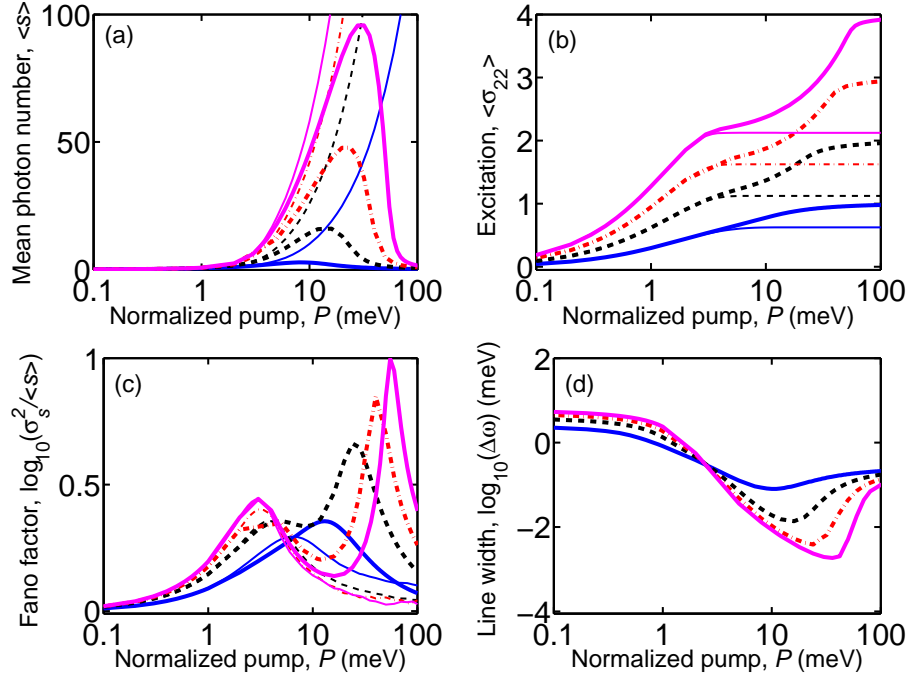 (a)
Mean photon number, <s>
100
50
0
0.1 1 10 100
Normalized pump, P (meV)
(b)
Excitation, <σ22>
4
3
2
1
0
0.1 1 10 100
Normalized pump, P (meV)
(c)
Fano factor, log10(σs²/<s>)
1
0.5
0
0.1 1 10 100
Normalized pump, P (meV)
(d)
Line width, log10(Δω) (meV)
2
0
−2
−4
0.1 1 10 100
Normalized pump, P (meV)